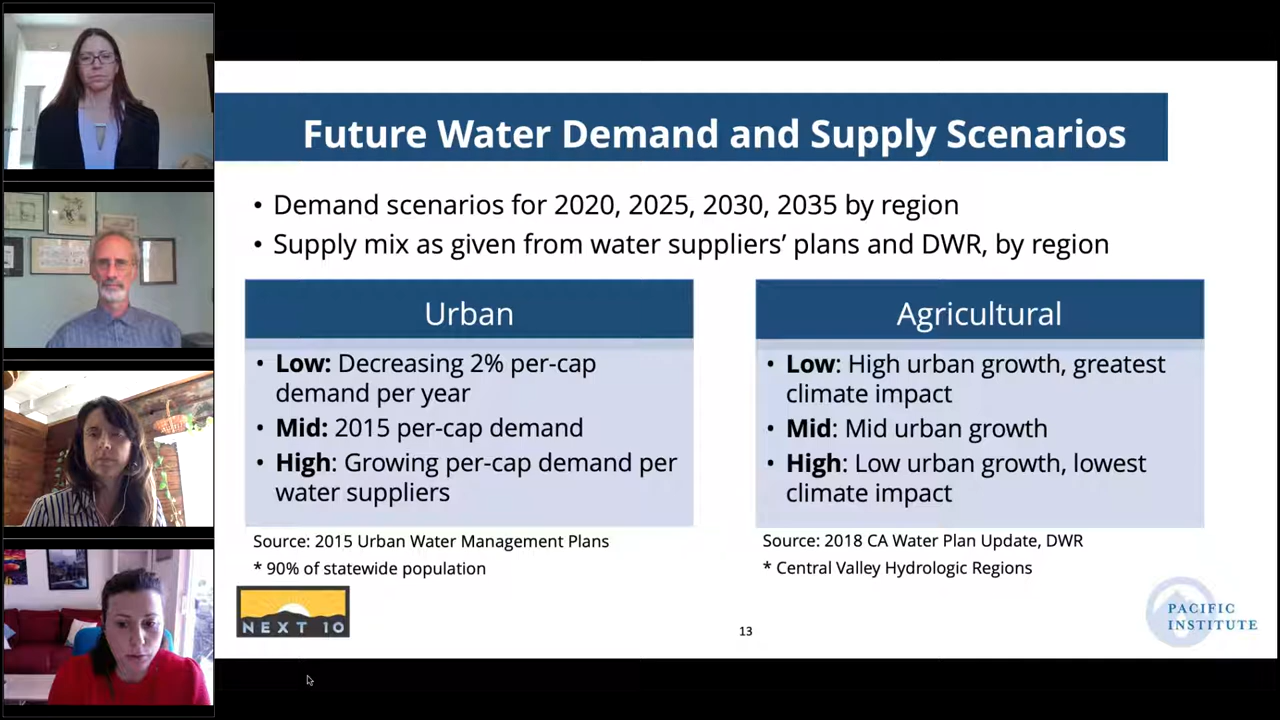 Future Water Demand and Supply Scenarios
• Demand scenarios for 2020, 2025, 2030, 2035 by region
• Supply mix as given from water suppliers’ plans and DWR, by region
Urban
• Low: Decreasing 2% per-cap
demand per year
• Mid: 2015 per-cap demand
• High: Growing per-cap demand per
water suppliers
Source: 2015 Urban Water Management Plans
* 90% of statewide population
Agricultural
• Low: High urban growth, greatest
climate impact
• Mid: Mid urban growth
• High: Low urban growth, lowest
climate impact
Source: 2018 CA Water Plan Update, DWR
* Central Valley Hydrologic Regions
NEXT 10
13
PACIFIC
INSTITUTE